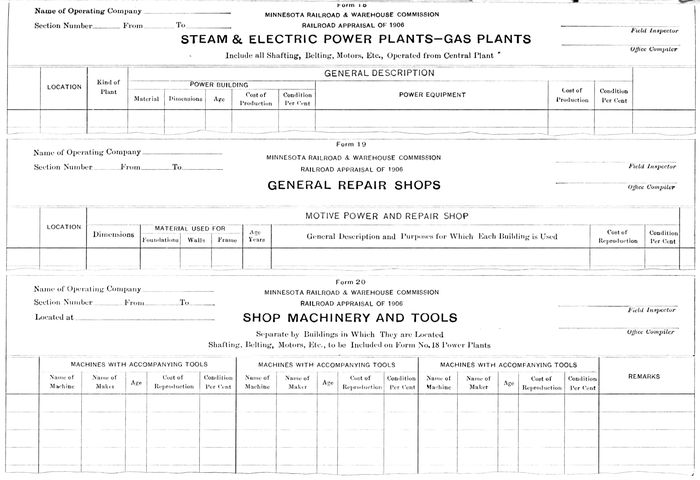 Form 18
Name of Operating Company
MINNESOTA RAILROAD & WAREHOUSE COMMISSION
Section Number From To
RAILROAD APPRAISAL OF 1906
Field Inspector
STEAM & ELECTRIC POWER PLANTS—GAS PLANTS
Office Compiler
Include all Shafting, Belting, Motors, Etc., Operated from Central Plant
GENERAL DESCRIPTION
LOCATION
Kind of Plant
POWER BUILDING
Material Dimensions Age Cost of Production Condition Per Cent
POWER EQUIPMENT
Cost of Production
Condition Per Cent
Form 19
Name of Operating Company
MINNESOTA RAILROAD & WAREHOUSE COMMISSION
Section Number From To
RAILROAD APPRAISAL OF 1906
Field Inspector
GENERAL REPAIR SHOPS
Office Compiler
MOTIVE POWER AND REPAIR SHOP
LOCATION
Dimensions
MATERIAL USED FOR
Foundations Walls Frame
Age Years
General Description and Purposes for Which Each Building is Used
Cost of Reproduction
Condition Per Cent
Form 20
Name of Operating Company
MINNESOTA RAILROAD & WAREHOUSE COMMISSION
Section Number From To
RAILROAD APPRAISAL OF 1906
Field Inspector
Located at
SHOP MACHINERY AND TOOLS
Office Compiler
Separate by Buildings in Which They are Located
Shafting, Belting, Motors, Etc., to be Included on Form No. 18 Power Plants
MACHINES WITH ACCOMPANYING TOOLS MACHINES WITH ACCOMPANYING TOOLS MACHINES WITH ACCOMPANYING TOOLS
REMARKS
Name of Machine Name of Maker Age Cost of Reproduction Condition Per Cent
Name of Machine Name of Maker Age Cost of Reproduction Condition Per Cent
Name of Machine Name of Maker Age Cost of Reproduction Condition Per Cent